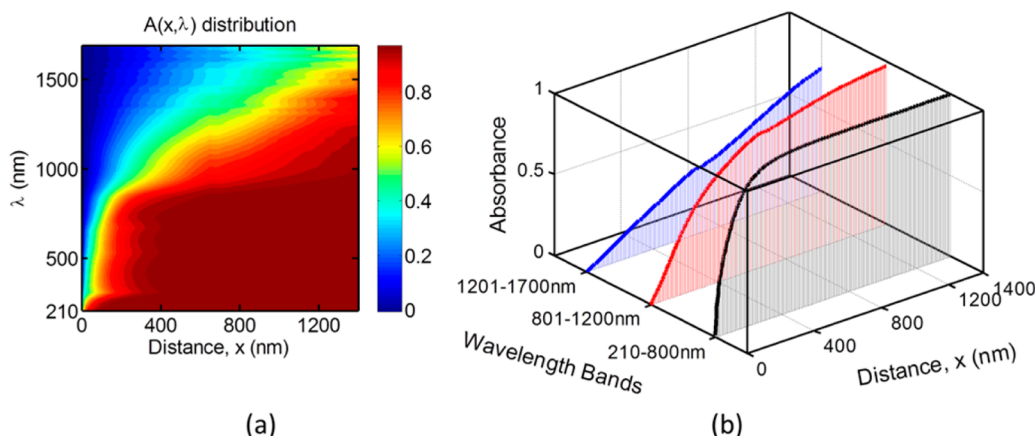 A(x,λ) distribution
1500
1000
500
210
λ (nm)
0 400 800 1200
Distance, x (nm)
0.8
0.6
0.4
0.2
0
(a)
1
0.5
0
Absorbance
1201-1700nm
801-1200nm
210-800nm
Wavelength Bands
0
400
800
1200
1400
Distance, x (nm)
(b)